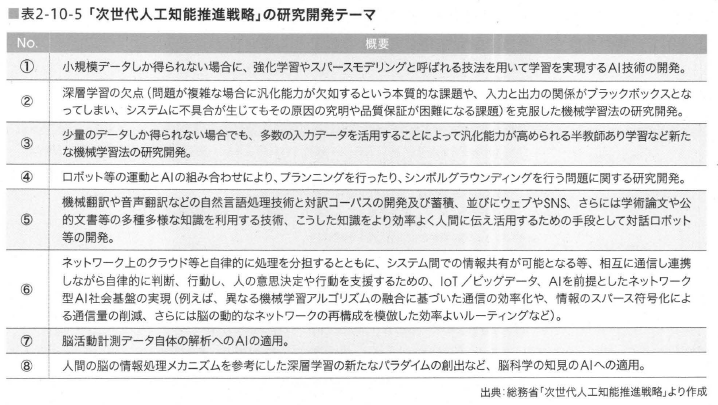 ■表2-10-5「次世代人工知能推進戦略」の研究開発テーマ
No. 概要
① 小規模データしか得られない場合に、強化学習やスパースモデリングと呼ばれる技法を用いて学習を実現するAI技術の開発。
② 深層学習の欠点(問題が複雑な場合に汎化能力が欠如するという本質的な課題や、入力と出力の関係がブラックボックスとな
ってしまい、システムに不具合が生じてもその原因の究明や品質保証が困難になる課題)を克服した機械学習法の研究開発。
③ 少量のデータしか得られない場合でも、多数の入力データを活用することによって汎化能力が高められる半教師あり学習など新た
な機械学習法の研究開発。
④ ロボット等の運動とAIの組み合わせにより、プランニングを行ったり、シンボルグラウンディングを行う問題に関する研究開発。
⑤ 機械翻訳や音声翻訳などの自然言語処理技術と対訳コーパスの開発及び蓄積、並びにウェブやSNS、さらには学術論文や公
的文書等の多種多様な知識を利用する技術、こうした知識をより効率よく人間に伝え活用するための手段として対話ロボット
等の開発。
⑥ ネットワーク上のクラウド等と自律的に処理を分担するとともに、システム間での情報共有が可能となる等、相互に通信し連携
しながら自律的に判断、行動し、人の意思決定や行動を支援するための、IoT/ビッグデータ、AIを前提としたネットワーク
型AI社会基盤の実現(例えば、異なる機械学習アルゴリズムの融合に基づいた通信の効率化や、情報のスパース符号化によ
る通信量の削減、さらには脳の動的なネットワークの再構成を模倣した効率よいルーティングなど)。
⑦ 脳活動計測データ自体の解析へのAIの適用。
⑧ 人間の脳の情報処理メカニズムを参考にした深層学習の新たなパラダイムの創出など、脳科学の知見のAIへの適用。
出典:総務省「次世代人工知能推進戦略」より作成